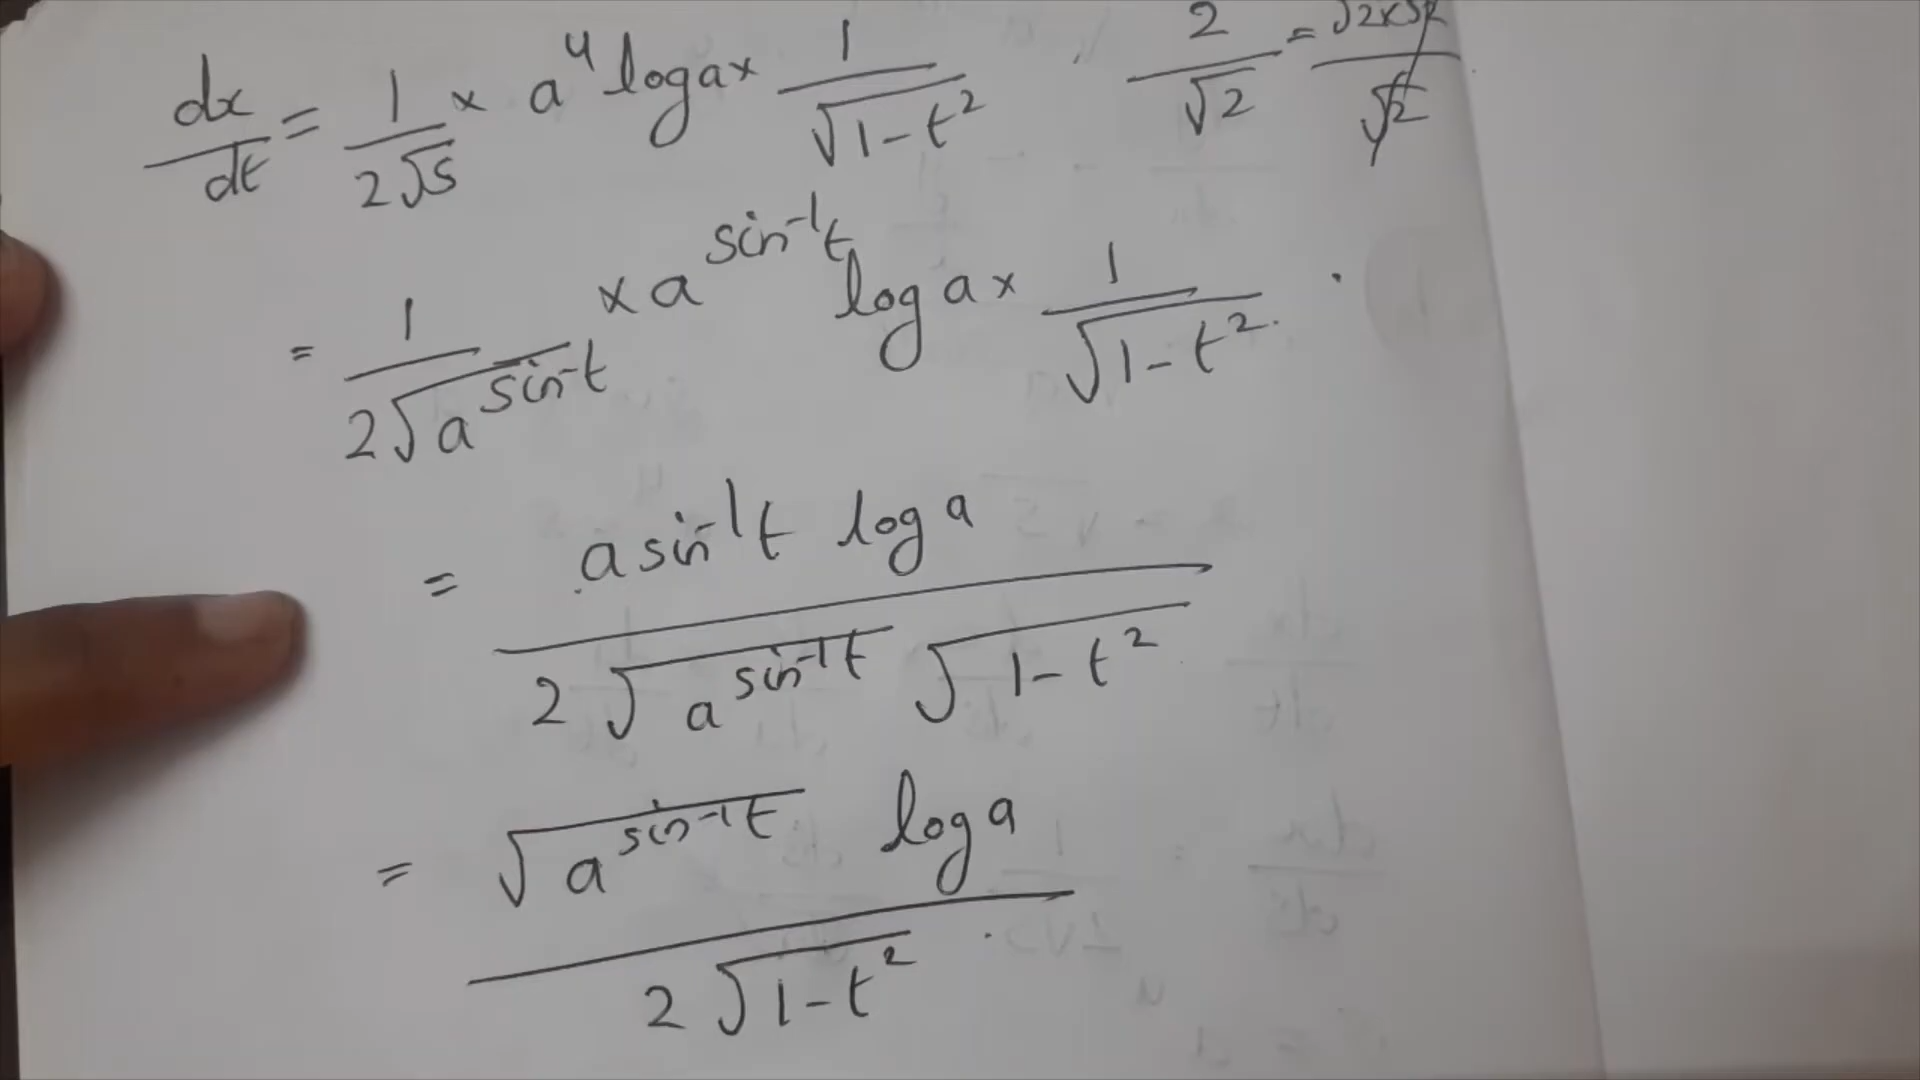 dx/dt = 1/2√s × a^u log a × 1/√1-t²
2/√2 = √2×√2/√2
= 1/2√a^sin⁻t × a^sin⁻¹t log a × 1/√1-t².
= a sin⁻¹t log a / 2√a^sin⁻¹t √1-t²
= √a^sin⁻¹t log a / 2√1-t²